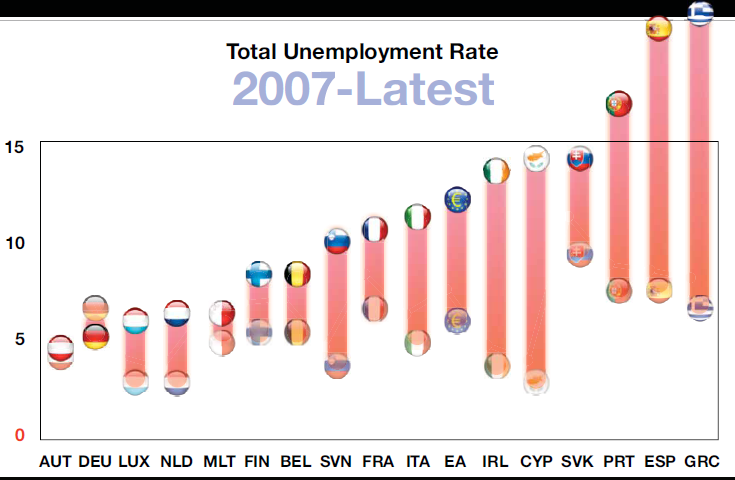 Total Unemployment Rate
2007-Latest
15
10
5
0
AUT DEU LUX NLD MLT FIN BEL SVN FRA ITA EA IRL CYP SVK PRT ESP GRC